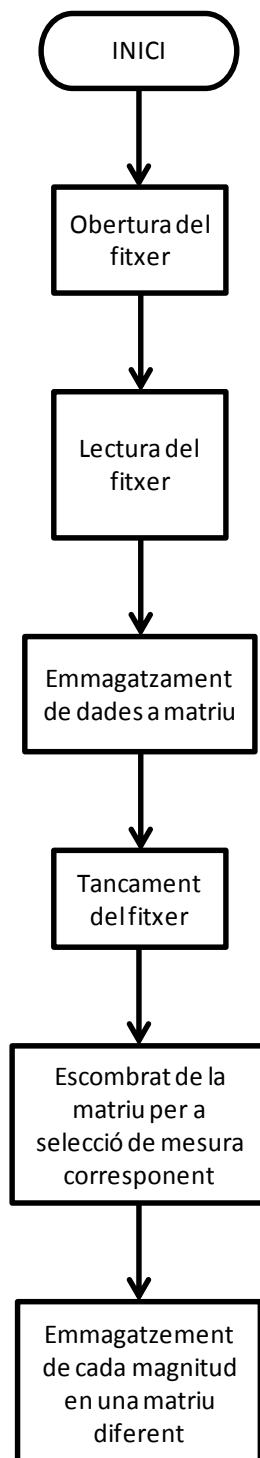 INICI
Obertura del
fitxer
Lectura del
fitxer
Emmagatzament
de dades a matriu
Tancament
del fitxer
Escombrat de la
matriu per a
selecció de mesura
corresponent
Emmagatzement
de cada magnitud
en una matriu
diferent